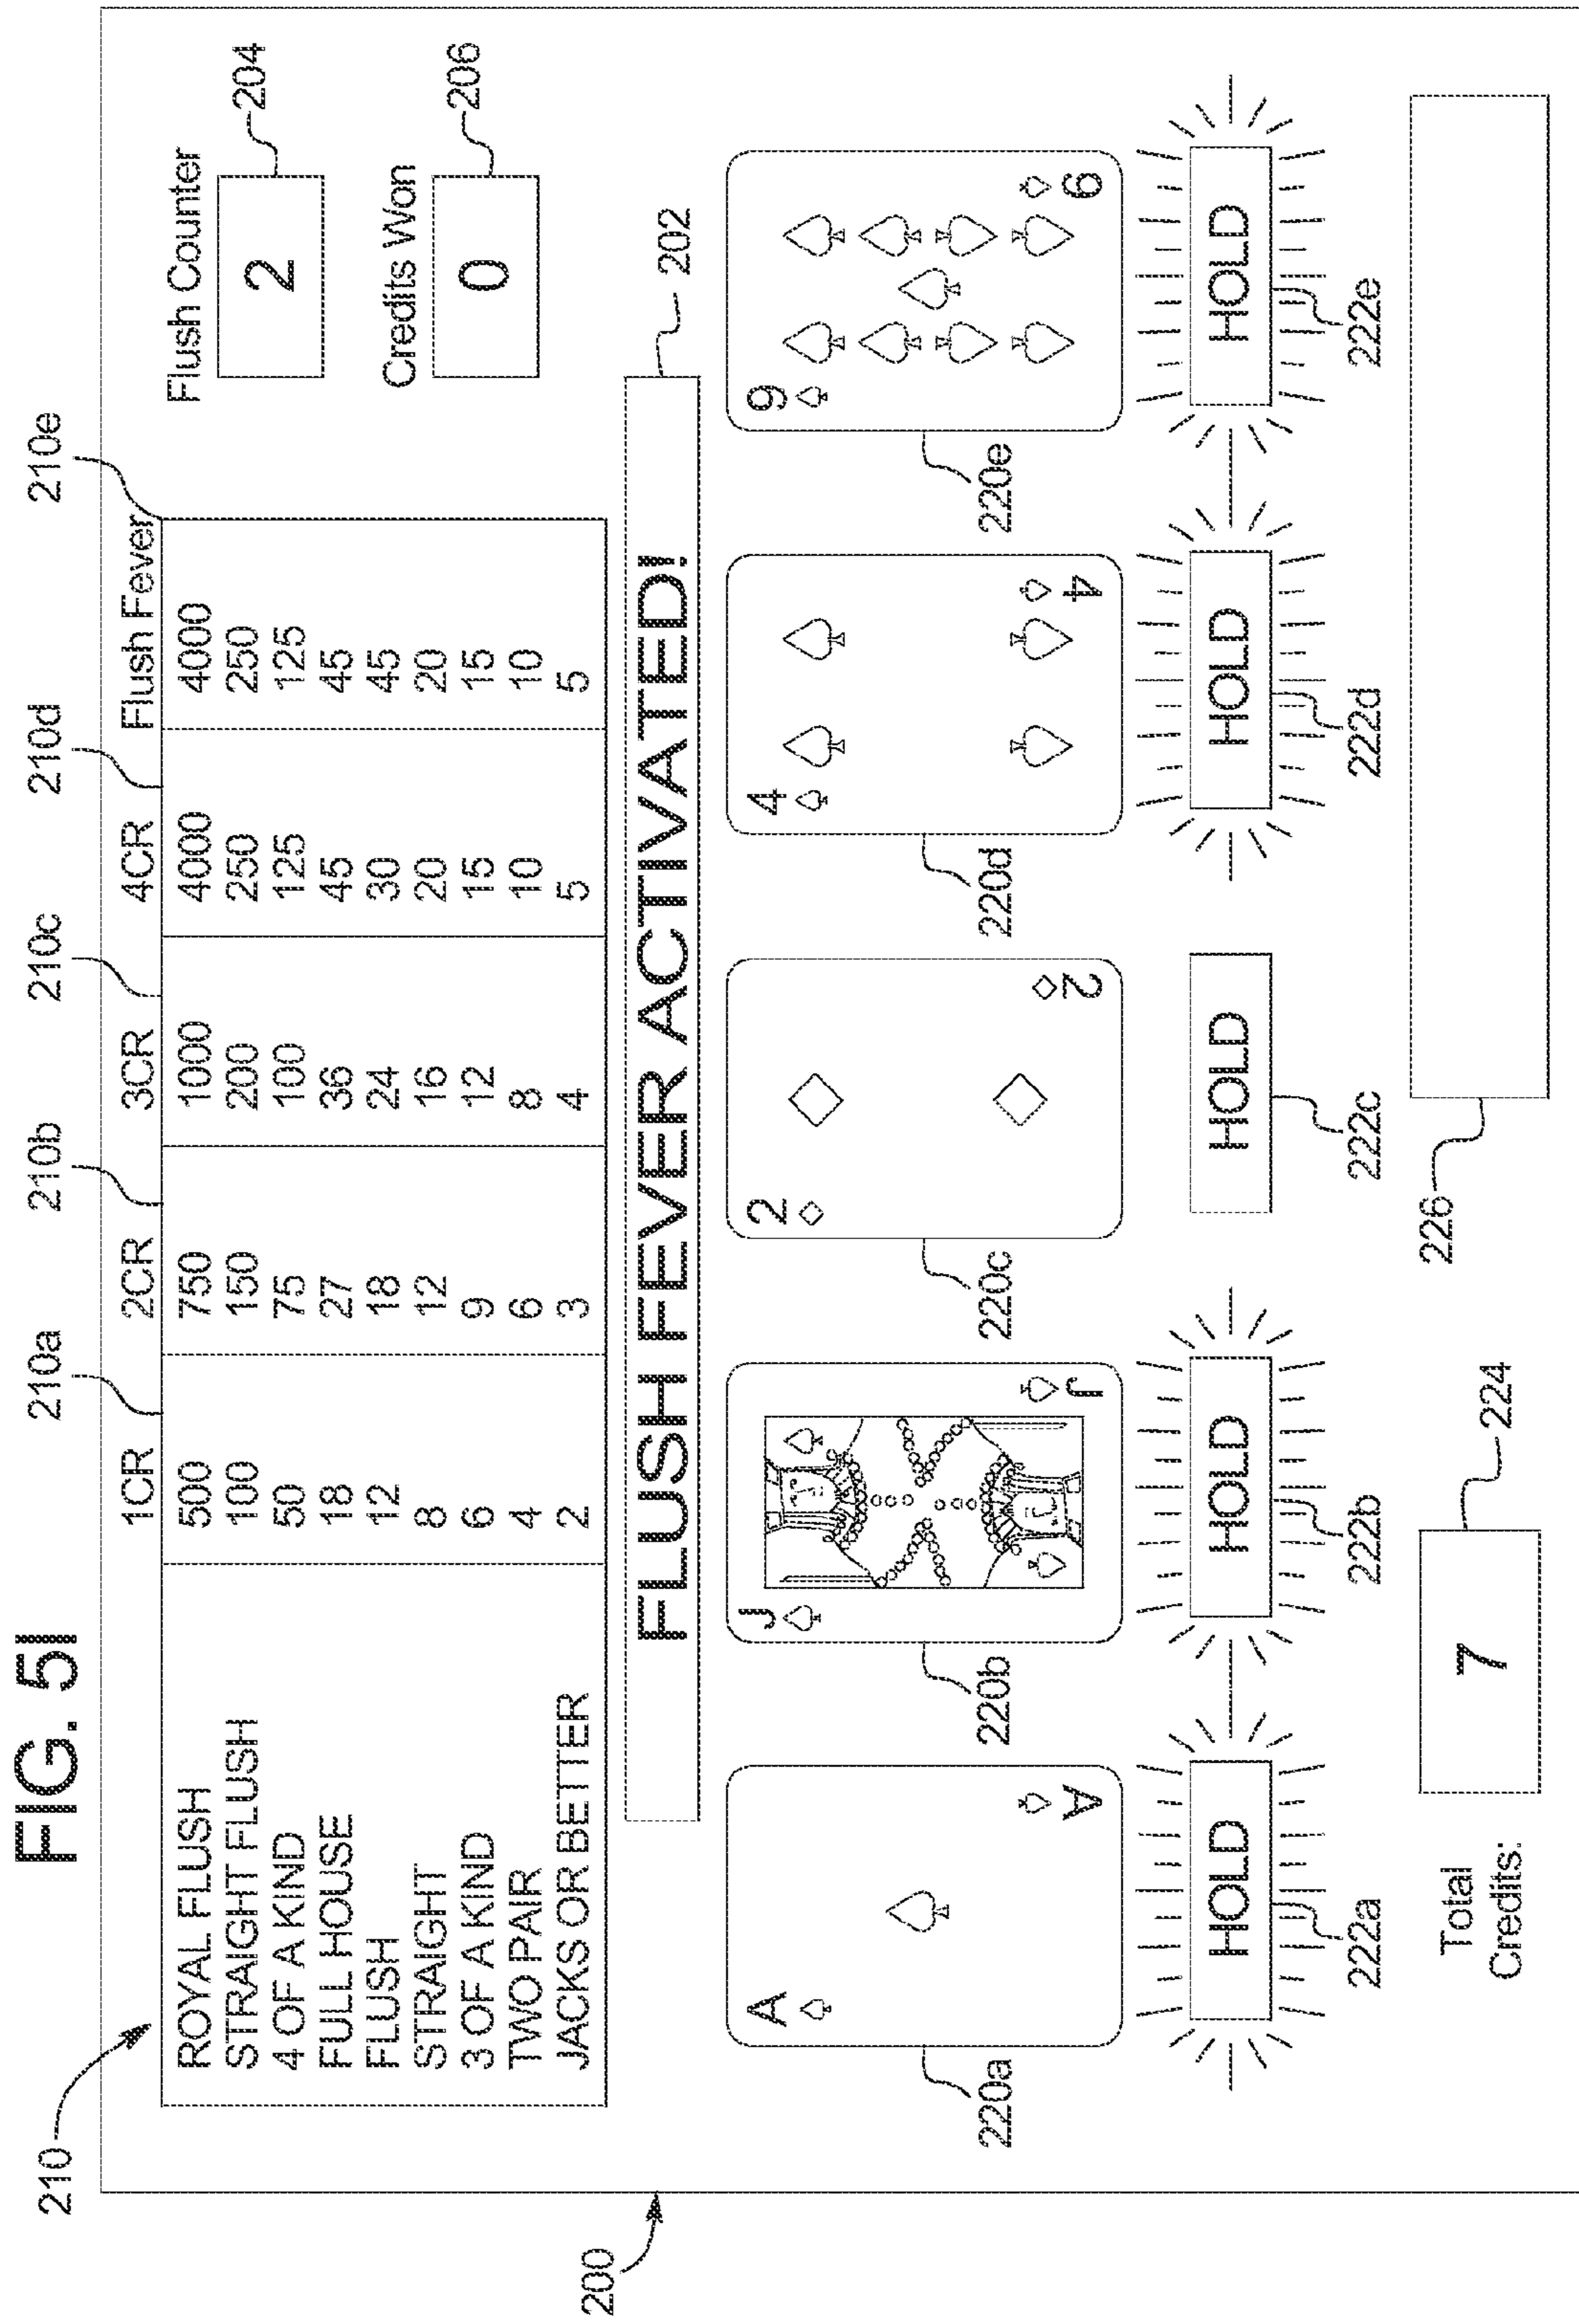 FIG. 5I
210 210a 210b 210c 210d 210e
1CR 2CR 3CR 4CR Flush Fever
ROYAL FLUSH 500 750 1000 4000 4000
STRAIGHT FLUSH 100 150 200 250 250
4 OF A KIND 50 75 100 125 125
FULL HOUSE 18 27 36 45 45
FLUSH 12 18 24 30 45
STRAIGHT 8 12 16 20 20
3 OF A KIND 6 9 12 15 15
TWO PAIR 4 6 8 10 10
JACKS OR BETTER 2 3 4 5 5
Flush Counter
2 204
Credits Won
0 206
200
FLUSH FEVER ACTIVATED! 202
A J 2 4 9
A J 2 4 9
220a 220b 220c 220d 220e
HOLD HOLD HOLD HOLD HOLD
222a 222b 222c 222d 222e
Total
Credits:
7 224
226